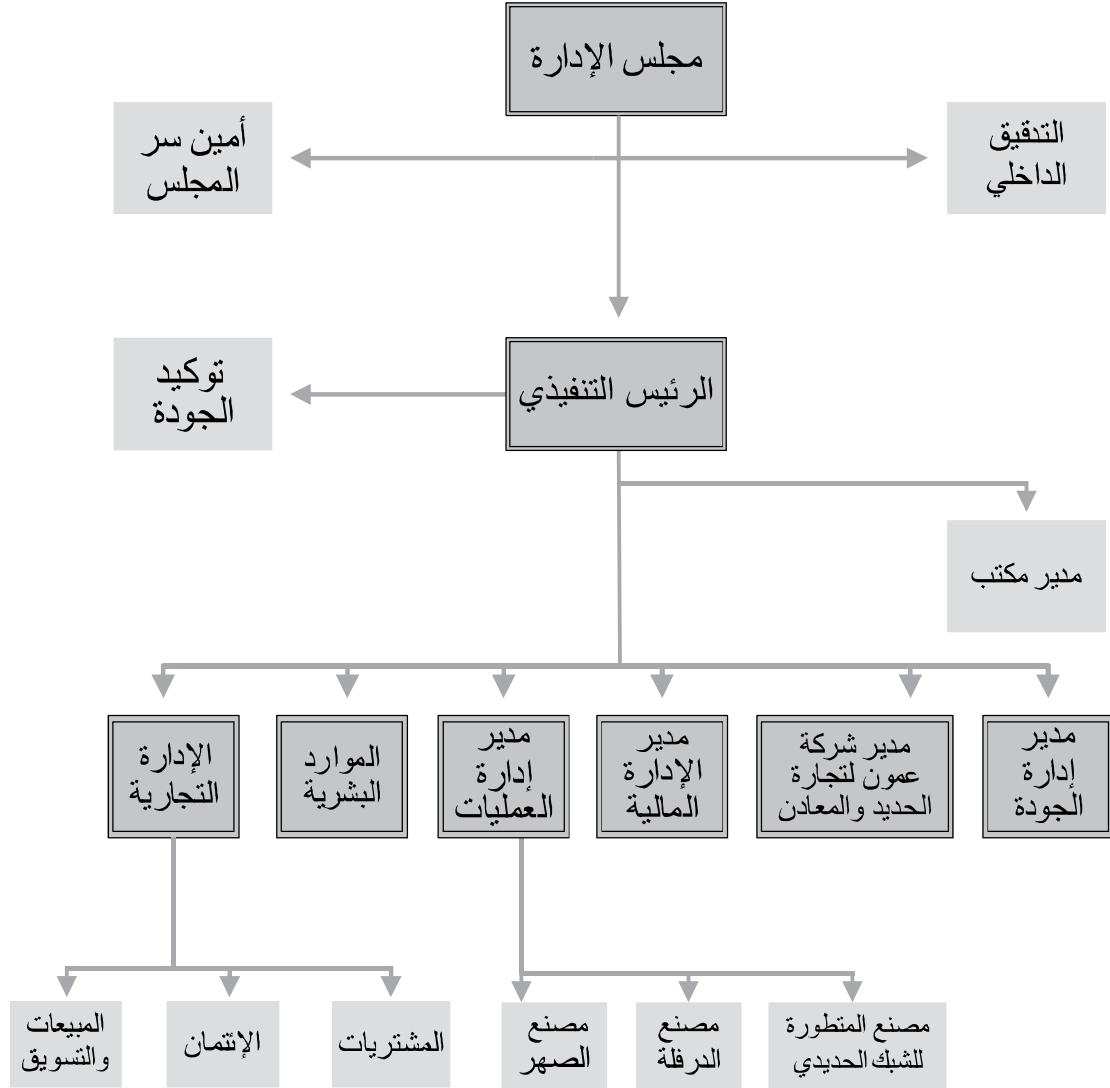 مجلس الإدارة
التدقيق
الداخلي
أمين سر
المجلس
الرئيس التنفيذي
توكيد
الجودة
مدير مكتب
مدير
إدارة
الجودة
مدير شركة
عمون لتجارة
الحديد والمعادن
مدير
الإدارة
المالية
مدير
إدارة
العمليات
الموارد
البشرية
الإدارة
التجارية
مصنع المتطورة
للشبك الحديدي
مصنع
الدرفلة
مصنع
الصهر
المشتريات
الإئتمان
المبيعات
والتسويق